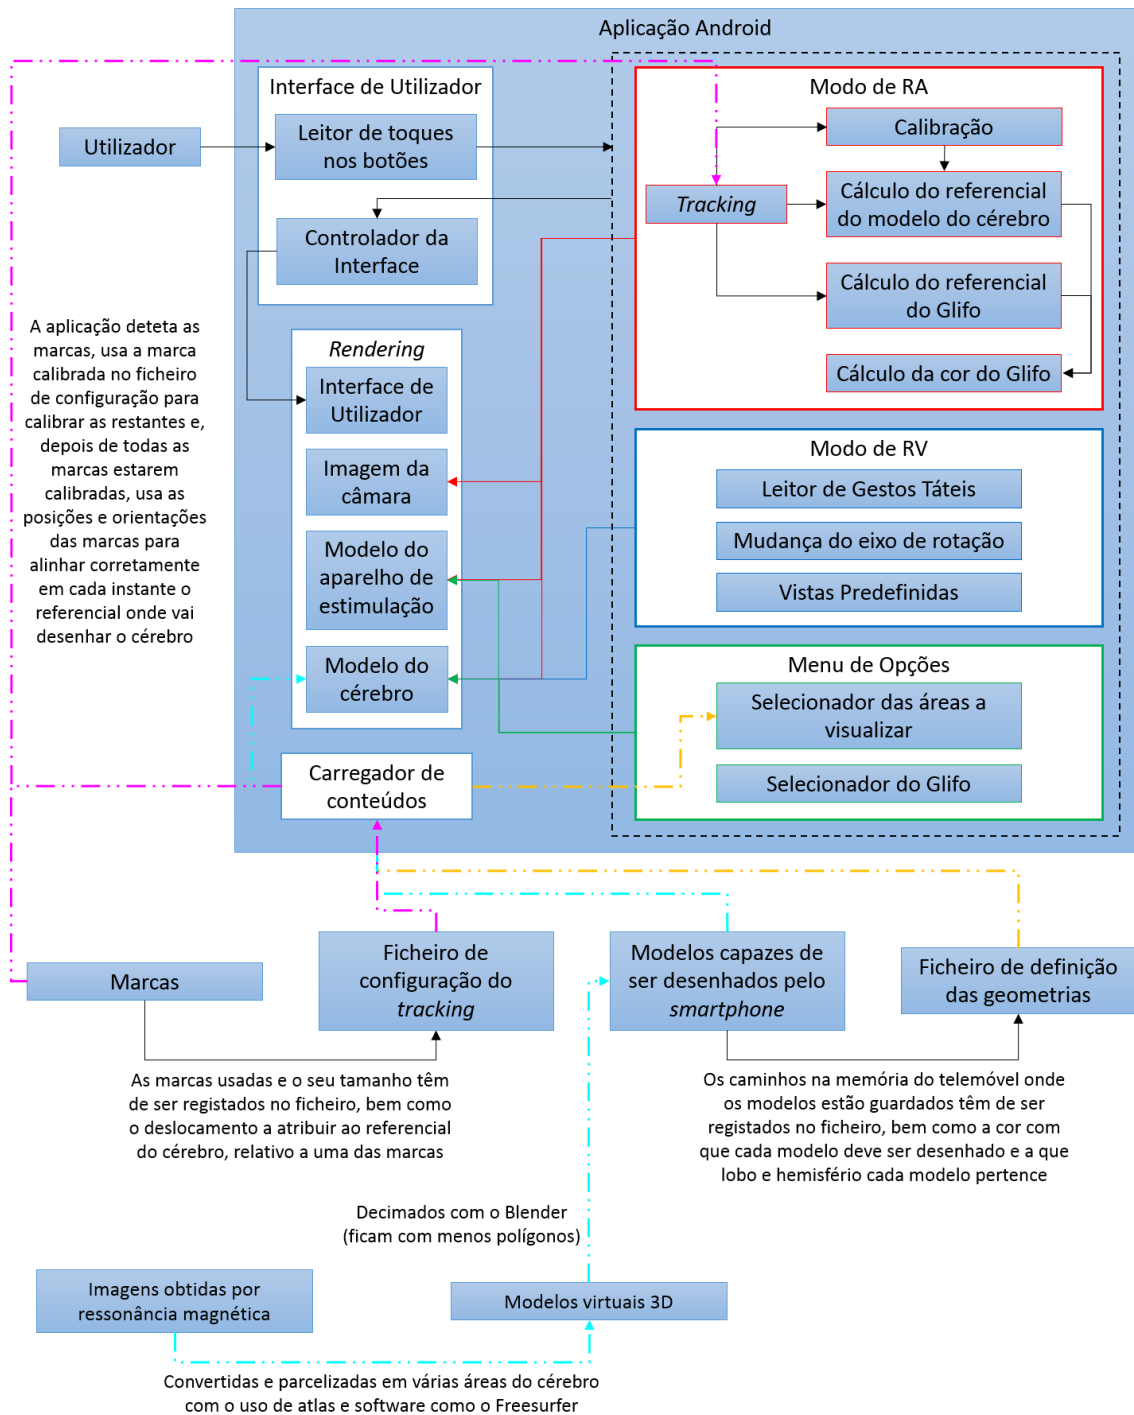 Aplicação Android
Interface de Utilizador
Utilizador
Leitor de toques
nos botões
Controlador da
Interface
Modo de RA
Calibração
Tracking
Cálculo do referencial
do modelo do cérebro
Cálculo do referencial
do Glifo
Cálculo da cor do Glifo
A aplicação deteta as
marcas, usa a marca
calibrada no ficheiro
de configuração para
calibrar as restantes e,
depois de todas as
marcas estarem
calibradas, usa as
posições e orientações
das marcas para
alinhar corretamente
em cada instante o
referencial onde vai
desenhar o cérebro
Rendering
Interface de
Utilizador
Imagem da
câmara
Modelo do
aparelho de
estimulação
Modelo do
cérebro
Modo de RV
Leitor de Gestos Táteis
Mudança do eixo de rotação
Vistas Predefinidas
Menu de Opções
Selecionador das áreas a
visualizar
Selecionador do Glifo
Carregador de
conteúdos
Marcas
Ficheiro de
configuração do
tracking
Modelos capazes de
ser desenhados pelo
smartphone
Ficheiro de definição
das geometrias
As marcas usadas e o seu tamanho têm
de ser registados no ficheiro, bem como
o deslocamento a atribuir ao referencial
do cérebro, relativo a uma das marcas
Os caminhos na memória do telemóvel onde
os modelos estão guardados têm de ser
registados no ficheiro, bem como a cor com
que cada modelo deve ser desenhado e a que
lobo e hemisfério cada modelo pertence
Decimados com o Blender
(ficam com menos polígonos)
Imagens obtidas por
ressonância magnética
Modelos virtuais 3D
Convertidas e parcelizadas em várias áreas do cérebro
com o uso de atlas e software como o Freesurfer